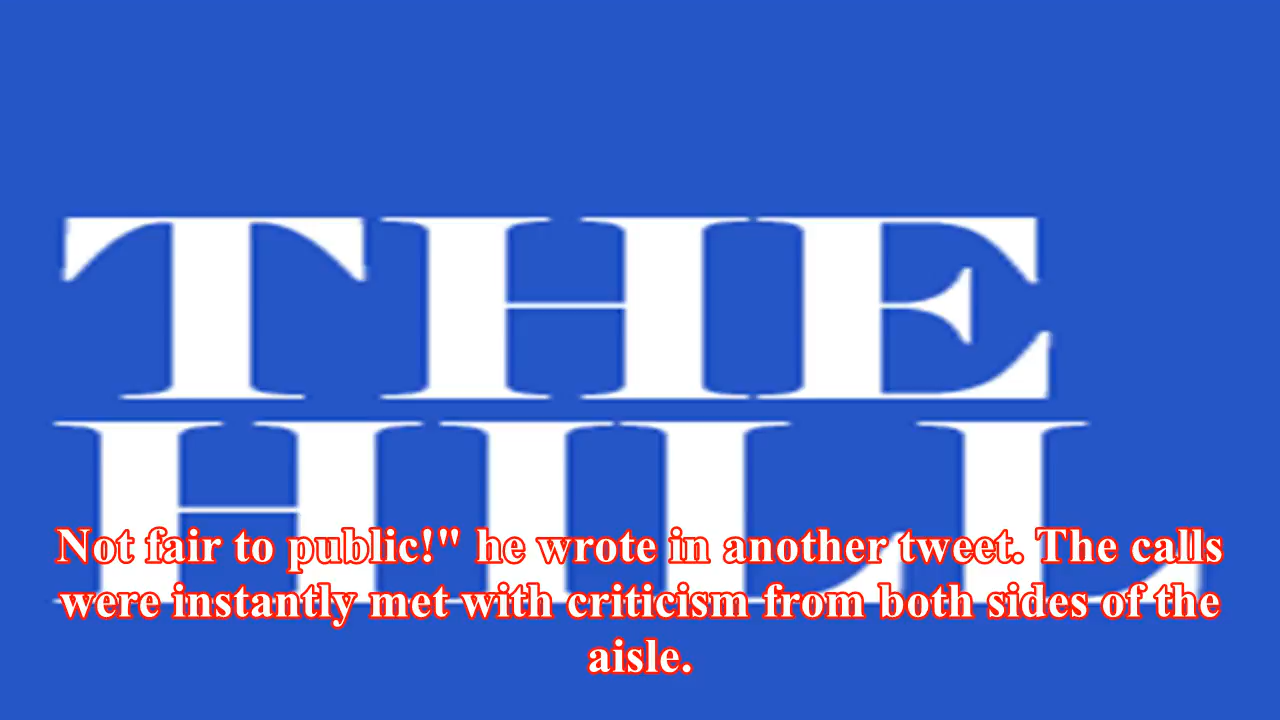 THE
HILL
Not fair to public!" he wrote in another tweet. The calls
were instantly met with criticism from both sides of the
aisle.